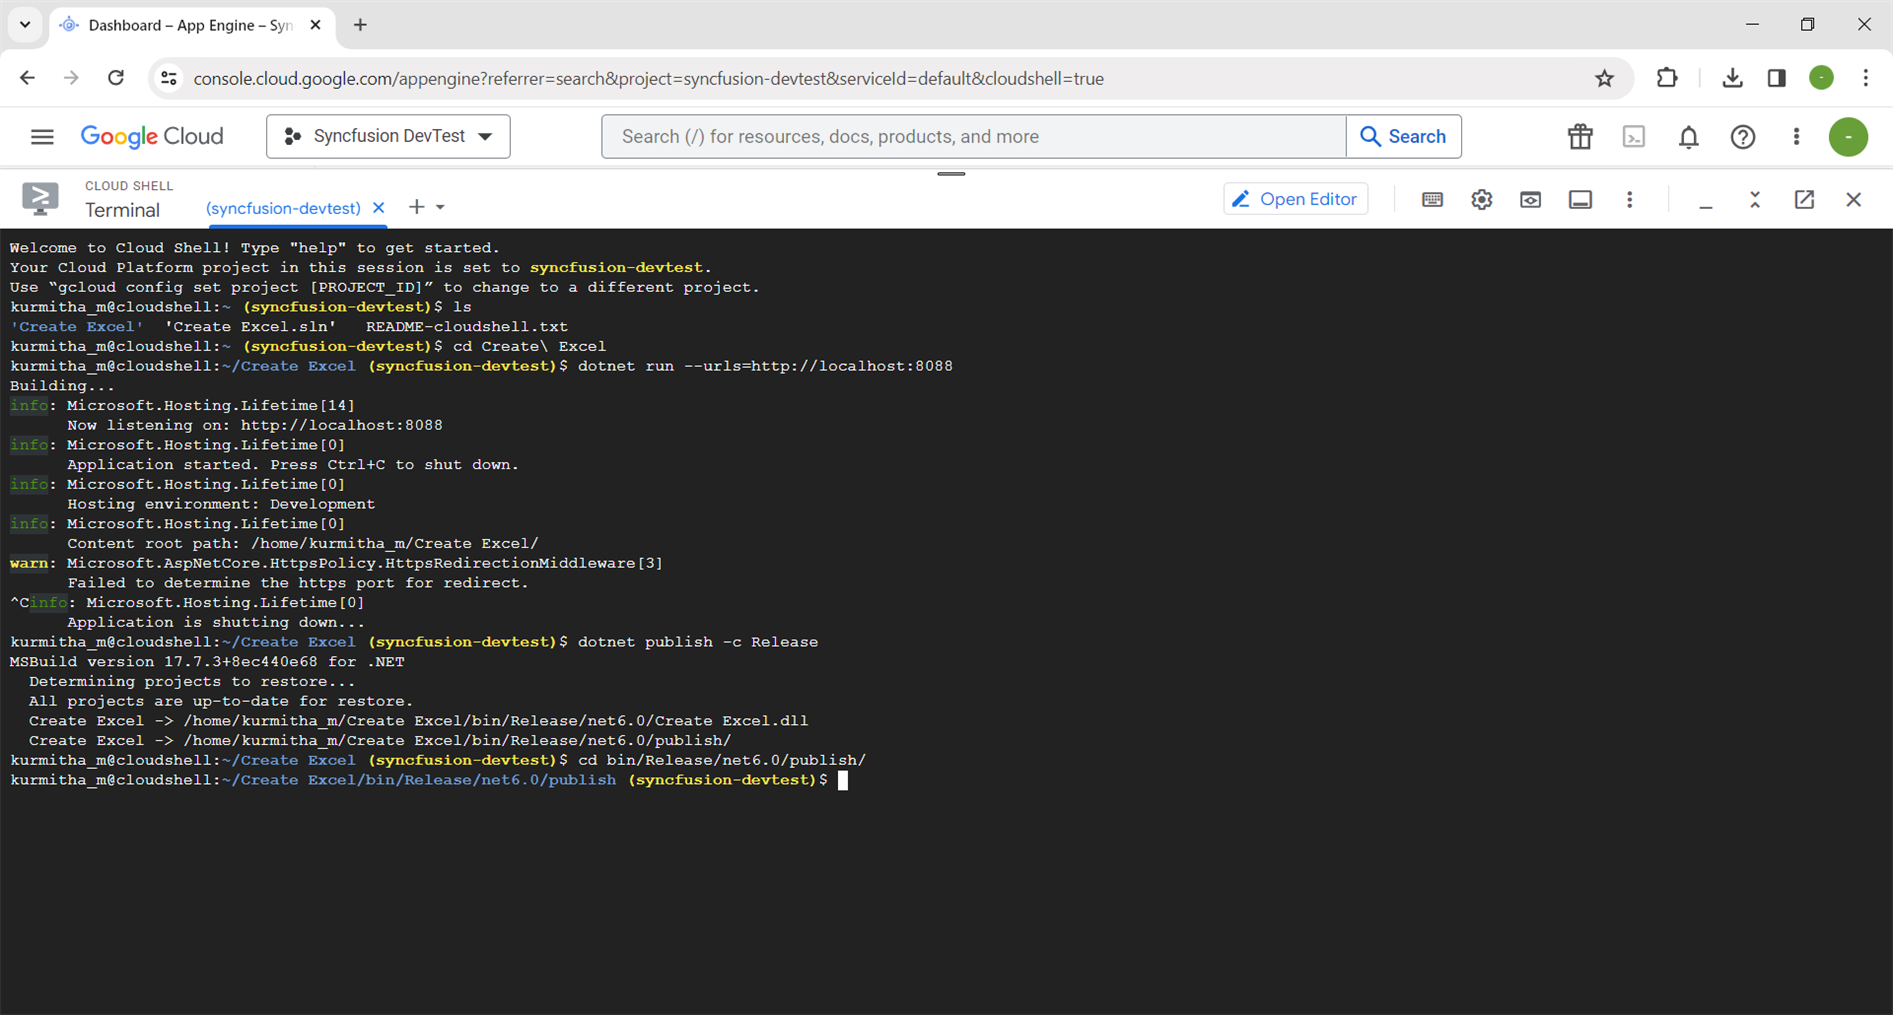 Dashboard – App Engine – Syn
console.cloud.google.com/appengine?referrer=search&project=syncfusion-devtest&serviceId=default&cloudshell=true
Google Cloud
Syncfusion DevTest
Search (/) for resources, docs, products, and more
Search
CLOUD SHELL
Terminal
(syncfusion-devtest)
Open Editor
Welcome to Cloud Shell! Type "help" to get started.
Your Cloud Platform project in this session is set to syncfusion-devtest.
Use “gcloud config set project [PROJECT_ID]” to change to a different project.
kurmitha_m@cloudshell:~ (syncfusion-devtest)$ ls
'Create Excel'  'Create Excel.sln'   README-cloudshell.txt
kurmitha_m@cloudshell:~ (syncfusion-devtest)$ cd Create\ Excel
kurmitha_m@cloudshell:~/Create Excel (syncfusion-devtest)$ dotnet run --urls=http://localhost:8088
Building...
info: Microsoft.Hosting.Lifetime[14]
      Now listening on: http://localhost:8088
info: Microsoft.Hosting.Lifetime[0]
      Application started. Press Ctrl+C to shut down.
info: Microsoft.Hosting.Lifetime[0]
      Hosting environment: Development
info: Microsoft.Hosting.Lifetime[0]
      Content root path: /home/kurmitha_m/Create Excel/
warn: Microsoft.AspNetCore.HttpsPolicy.HttpsRedirectionMiddleware[3]
      Failed to determine the https port for redirect.
^Cinfo: Microsoft.Hosting.Lifetime[0]
      Application is shutting down...
kurmitha_m@cloudshell:~/Create Excel (syncfusion-devtest)$ dotnet publish -c Release
MSBuild version 17.7.3+8ec440e68 for .NET
  Determining projects to restore...
  All projects are up-to-date for restore.
  Create Excel -> /home/kurmitha_m/Create Excel/bin/Release/net6.0/Create Excel.dll
  Create Excel -> /home/kurmitha_m/Create Excel/bin/Release/net6.0/publish/
kurmitha_m@cloudshell:~/Create Excel (syncfusion-devtest)$ cd bin/Release/net6.0/publish/
kurmitha_m@cloudshell:~/Create Excel/bin/Release/net6.0/publish (syncfusion-devtest)$